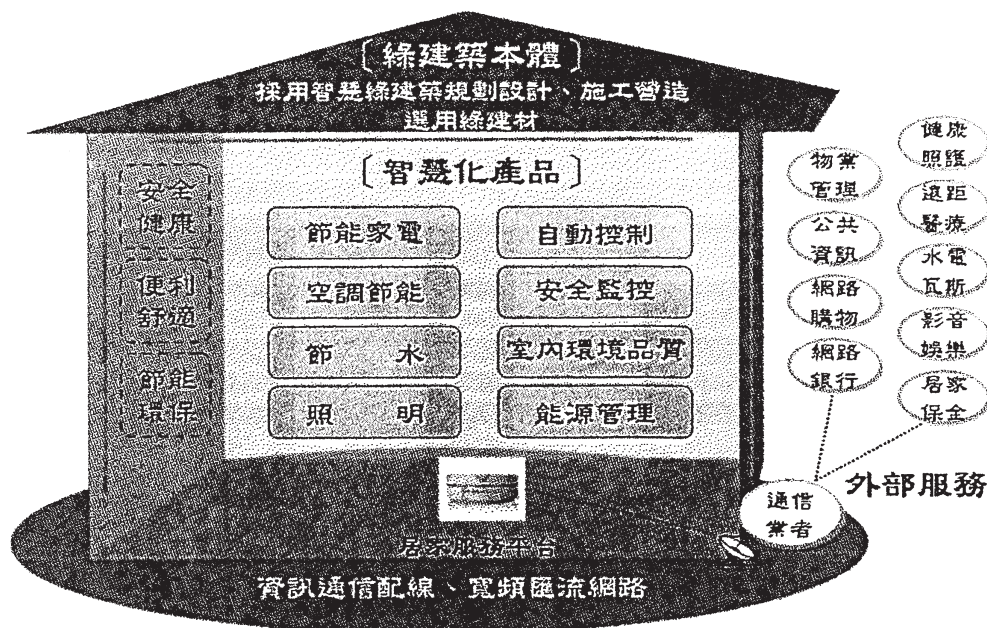 〔綠建築本體〕
採用智慧綠建築規劃設計、施工營造
選用綠建材
〔智慧化產品〕
安全
健康
便利
舒適
節能
環保
節能家電
自動控制
空調節能
安全監控
節 水
室內環境品質
照 明
能源管理
居家服務平台
資訊通信配線、寬頻匯流網路
物業
管理
公共
資訊
網路
購物
網路
銀行
健康
照護
遠距
醫療
水電
瓦斯
影音
娛樂
居家
保全
通信
業者
外部服務